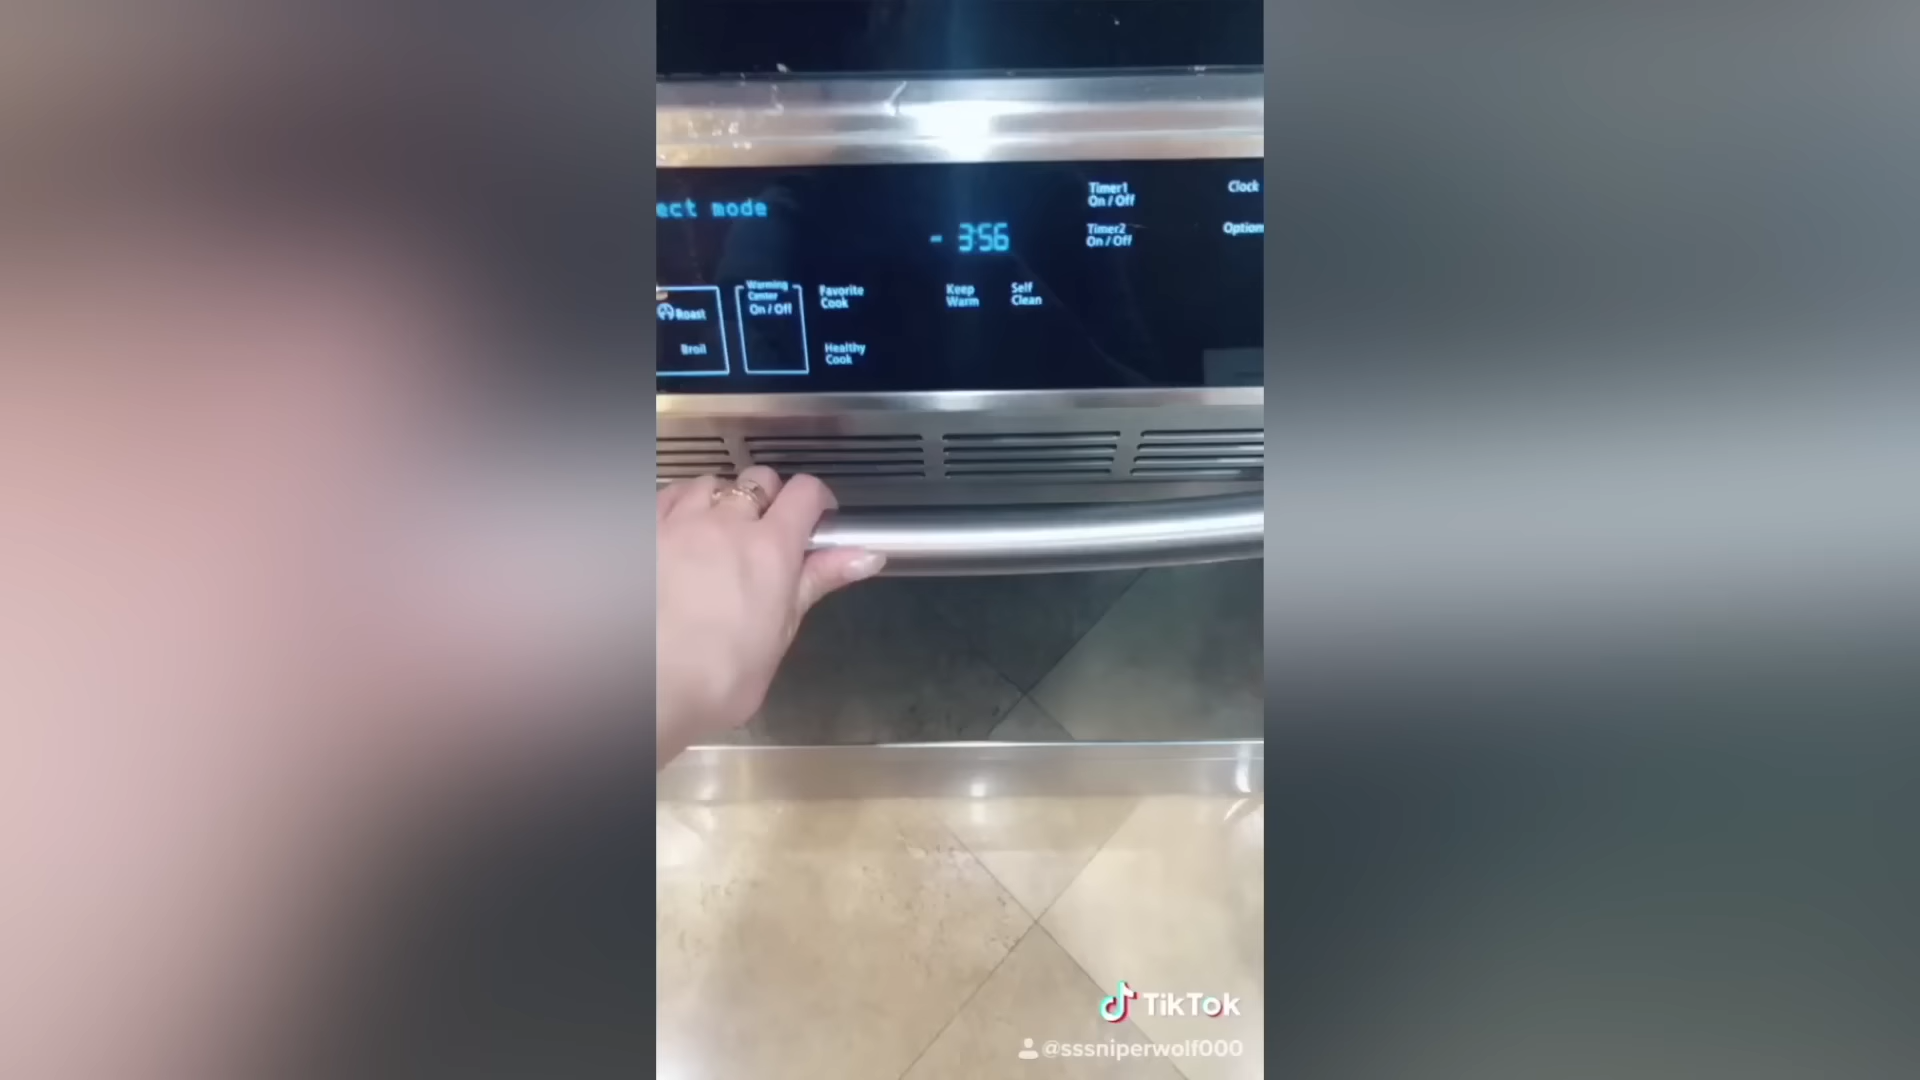 ect mode
- 3:56
Timer1
On / Off
Clock
Timer2
On / Off
Option
Roast
Broil
Warming
Center
On / Off
Favorite
Cook
Healthy
Cook
Keep
Warm
Self
Clean
TikTok
@sssniperwolf000